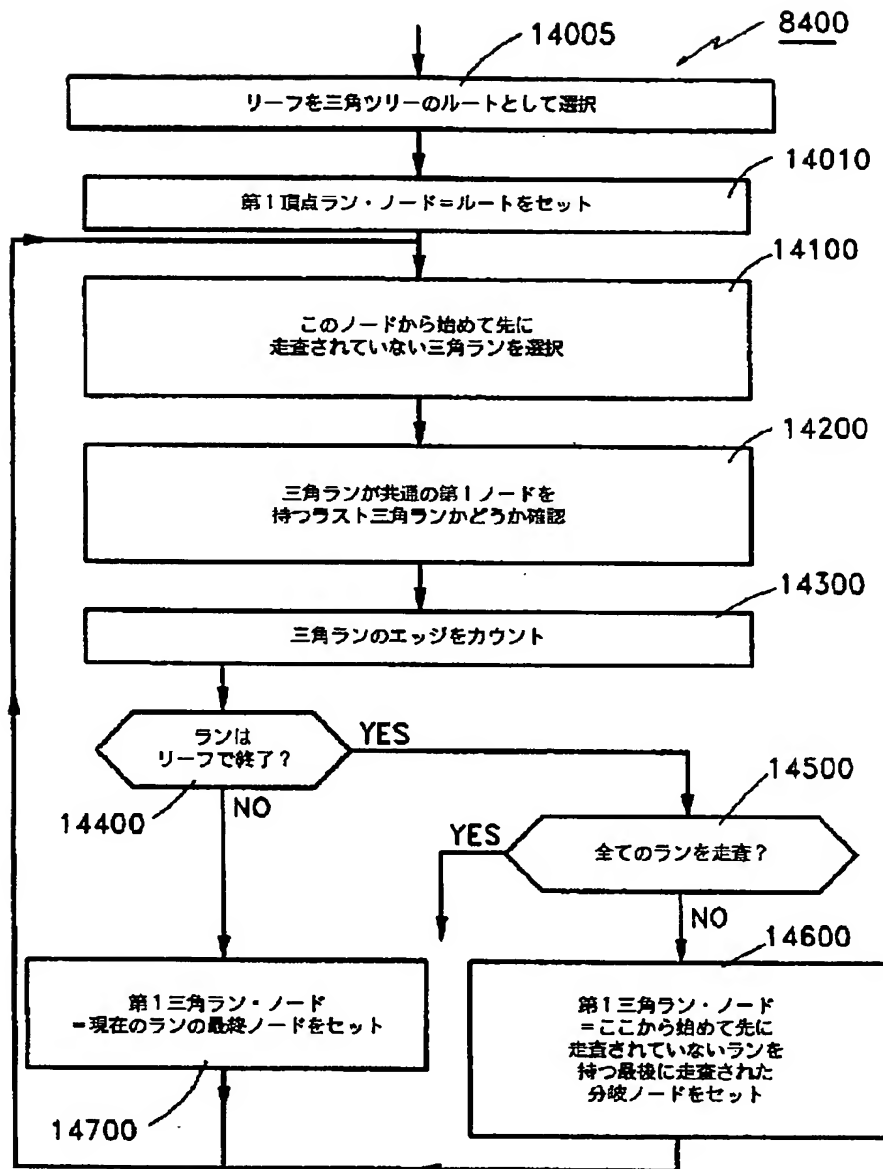 8400
14005
リーフを三角ツリーのルートとして選択
14010
第1頂点ラン・ノード=ルートをセット
14100
このノードから始めて先に
走査されていない三角ランを選択
14200
三角ランが共通の第1ノードを
持つラスト三角ランかどうか確認
14300
三角ランのエッジをカウント
ランは
リーフで終了?
YES
14400
NO
14500
全てのランを走査?
YES
NO
14600
第1三角ラン・ノード
=現在のランの最終ノードをセット
14700
第1三角ラン・ノード
=ここから始めて先に
走査されていないランを
持つ最後に走査された
分岐ノードをセット